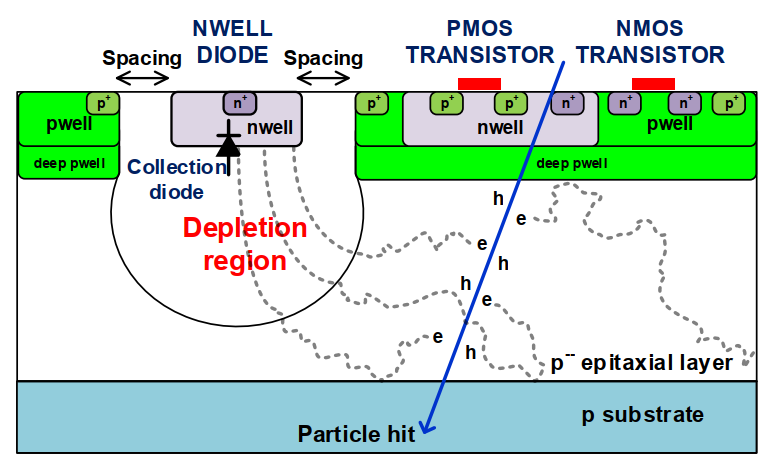 NWELL
DIODE
PMOS
TRANSISTOR
NMOS
TRANSISTOR
Spacing
Spacing
p+
n+
p+
p+
p+
n+
n+
n+
p+
pwell
nwell
nwell
pwell
deep pwell
deep pwell
Collection
diode
Depletion
region
h
e
e
h
h
e
e
h
p-- epitaxial layer
p substrate
Particle hit